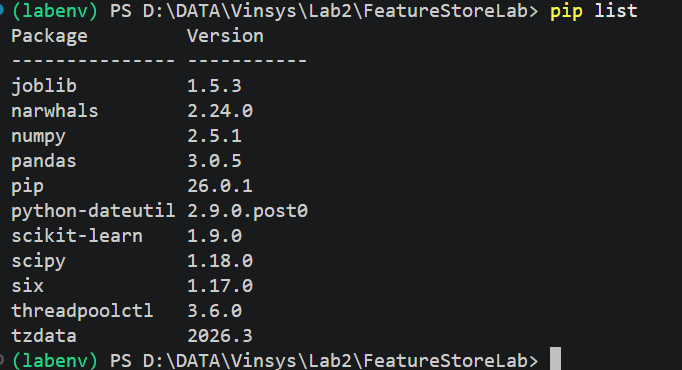 (labenv) PS D:\DATA\Vinsys\Lab2\FeatureStoreLab> pip list
Package         Version
--------------- -----------
joblib          1.5.3
narwhals        2.24.0
numpy           2.5.1
pandas          3.0.5
pip             26.0.1
python-dateutil 2.9.0.post0
scikit-learn    1.9.0
scipy           1.18.0
six             1.17.0
threadpoolctl   3.6.0
tzdata          2026.3
(labenv) PS D:\DATA\Vinsys\Lab2\FeatureStoreLab>